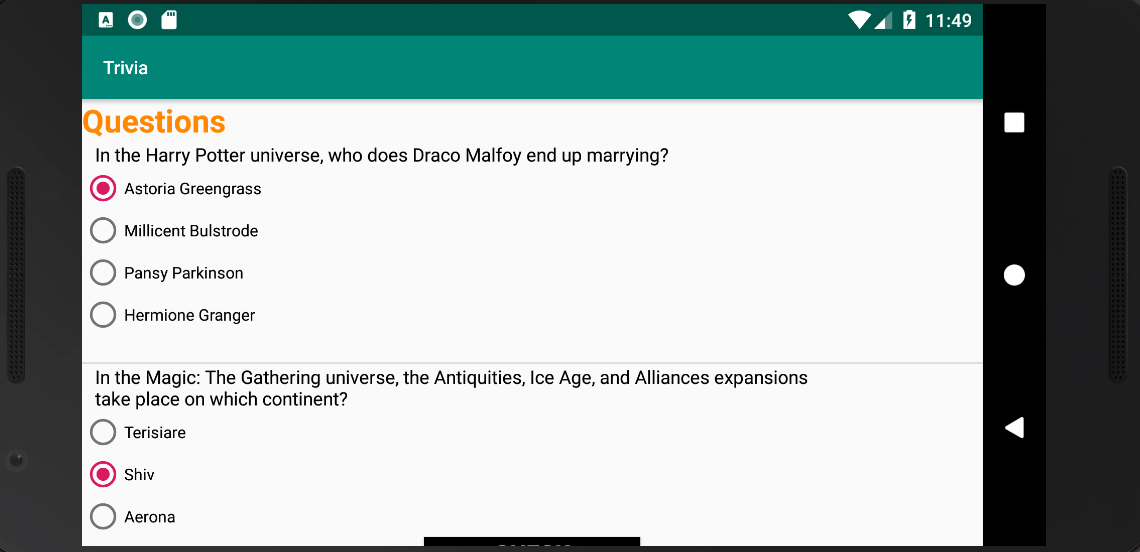 11:49
Trivia
Questions
In the Harry Potter universe, who does Draco Malfoy end up marrying?
Astoria Greengrass
Millicent Bulstrode
Pansy Parkinson
Hermione Granger
In the Magic: The Gathering universe, the Antiquities, Ice Age, and Alliances expansions
take place on which continent?
Terisiare
Shiv
Aerona